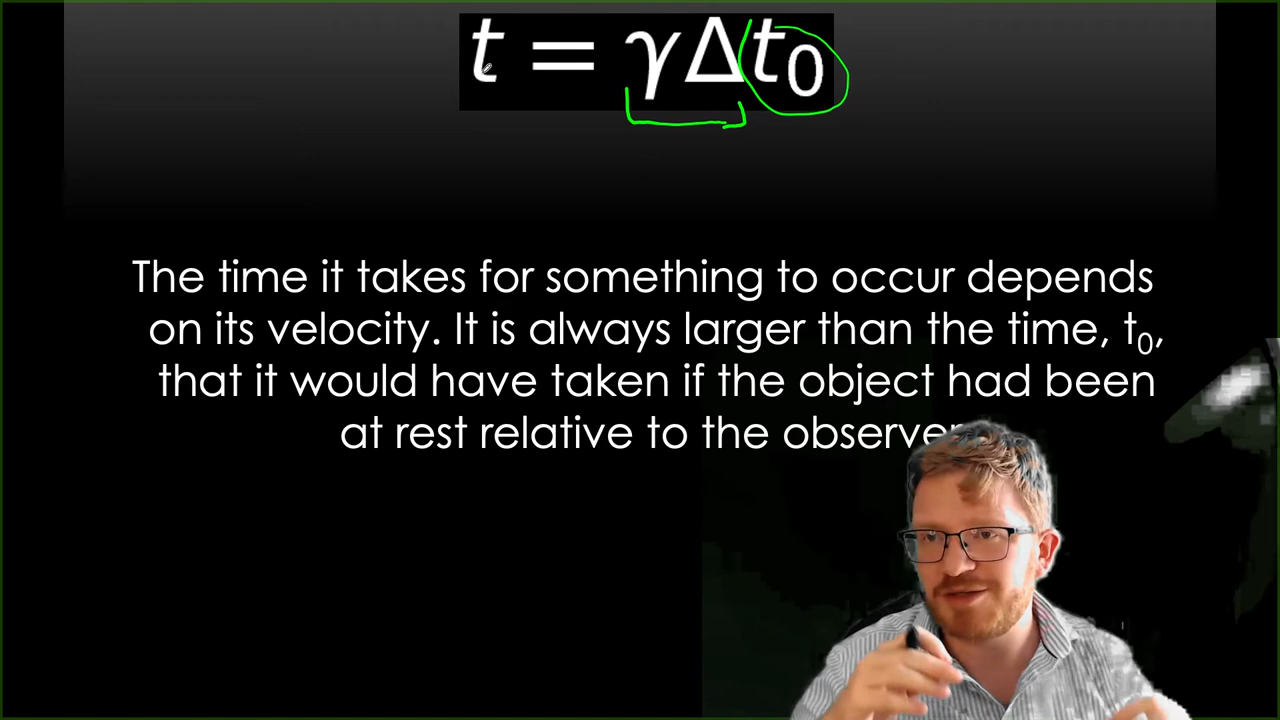 t = γΔt₀
The time it takes for something to occur depends
on its velocity. It is always larger than the time, t₀,
that it would have taken if the object had been
at rest relative to the observer